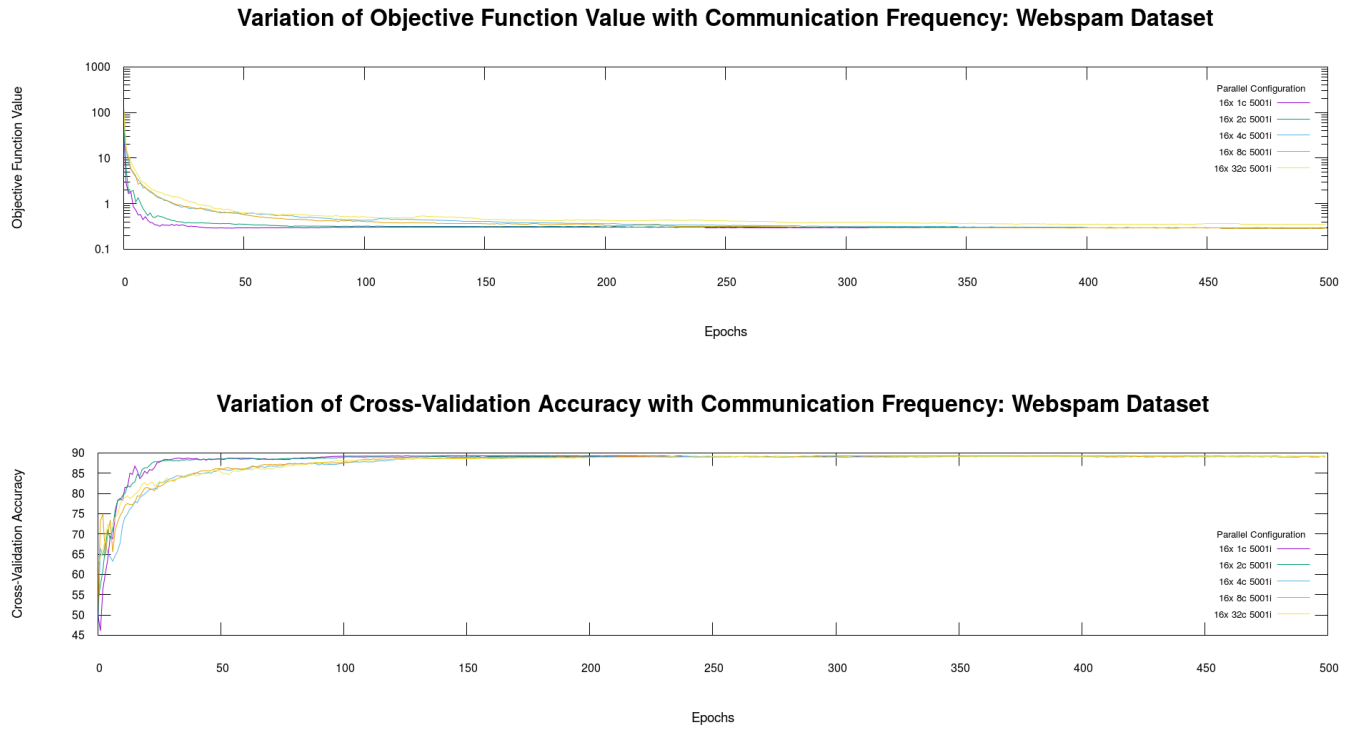 Variation of Objective Function Value with Communication Frequency: Webspam Dataset
Objective Function Value
1000
100
10
1
0.1
Parallel Configuration
16x 1c 5001i
16x 2c 5001i
16x 4c 5001i
16x 8c 5001i
16x 32c 5001i
0 50 100 150 200 250 300 350 400 450 500
Epochs
Variation of Cross-Validation Accuracy with Communication Frequency: Webspam Dataset
Cross-Validation Accuracy
90
85
80
75
70
65
60
55
50
45
Parallel Configuration
16x 1c 5001i
16x 2c 5001i
16x 4c 5001i
16x 8c 5001i
16x 32c 5001i
0 50 100 150 200 250 300 350 400 450 500
Epochs